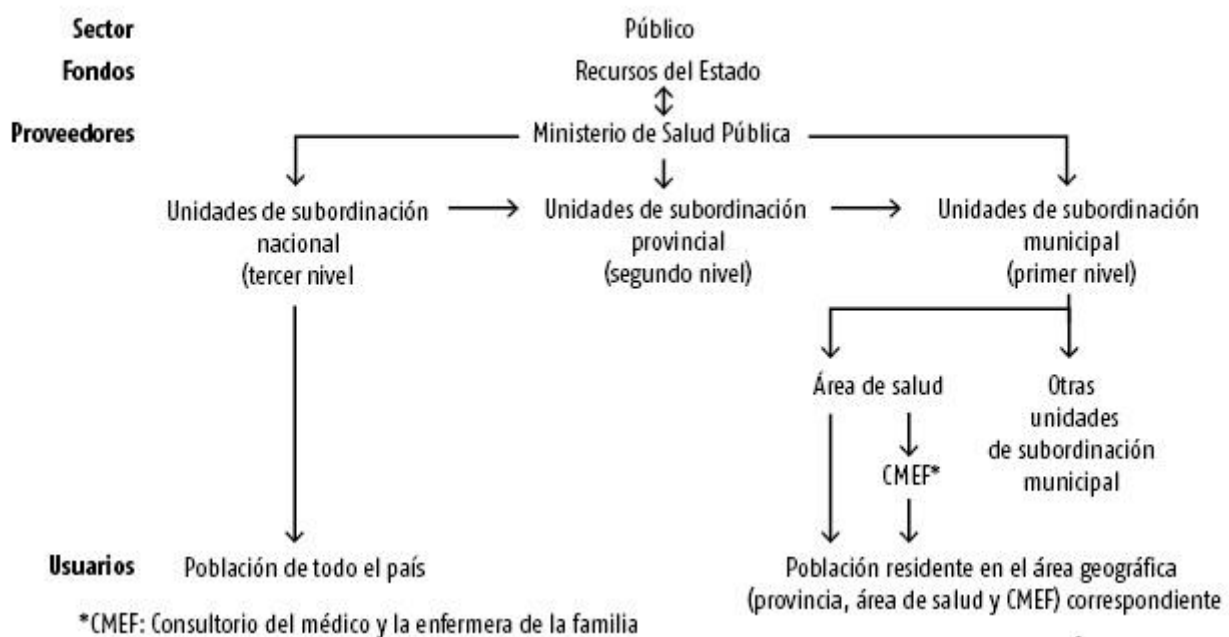 Sector Público
Fondos Recursos del Estado
Proveedores Ministerio de Salud Pública
Unidades de subordinación
nacional
(tercer nivel
Unidades de subordinación
provincial
(segundo nivel)
Unidades de subordinación
municipal
(primer nivel)
Área de salud
Otras
unidades
de subordinación
municipal
CMEF*
Usuarios Población de todo el país
Población residente en el área geográfica
(provincia, área de salud y CMEF) correspondiente
*CMEF: Consultorio del médico y la enfermera de la familia